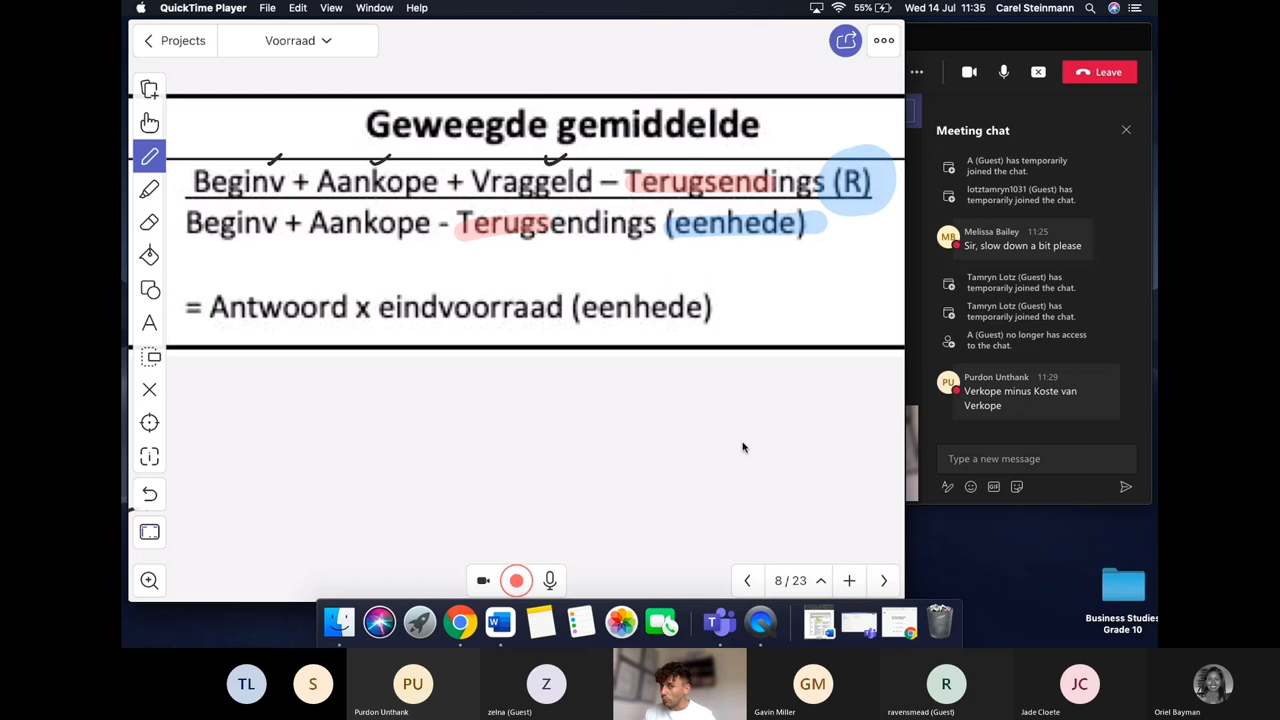 QuickTime Player File Edit View Window Help 55% Wed 14 Jul 11:35 Carel Steinmann
Projects Voorraad
Leave
Geweegde gemiddelde
Beginv + Aankope + Vraggeld – Terugsendings (R)
Beginv + Aankope - Terugsendings (eenhede)
= Antwoord x eindvoorraad (eenhede)
Meeting chat
A (Guest) has temporarily
joined the chat.
lotztamryn1031 (Guest) has
temporarily joined the chat.
Melissa Bailey 11:25
MB
Sir, slow down a bit please
Tamryn Lotz (Guest) has
temporarily joined the chat.
Tamryn Lotz (Guest) has
temporarily joined the chat.
A (Guest) no longer has access
to the chat.
Purdon Unthank 11:29
PU
Verkope minus Koste van
Verkope
Type a new message
8 / 23
Business Studies
Grade 10
TL S PU Z GM R JC
Purdon Unthank zelna (Guest) Gavin Miller ravensmead (Guest) Jade Cloete Oriel Bayman